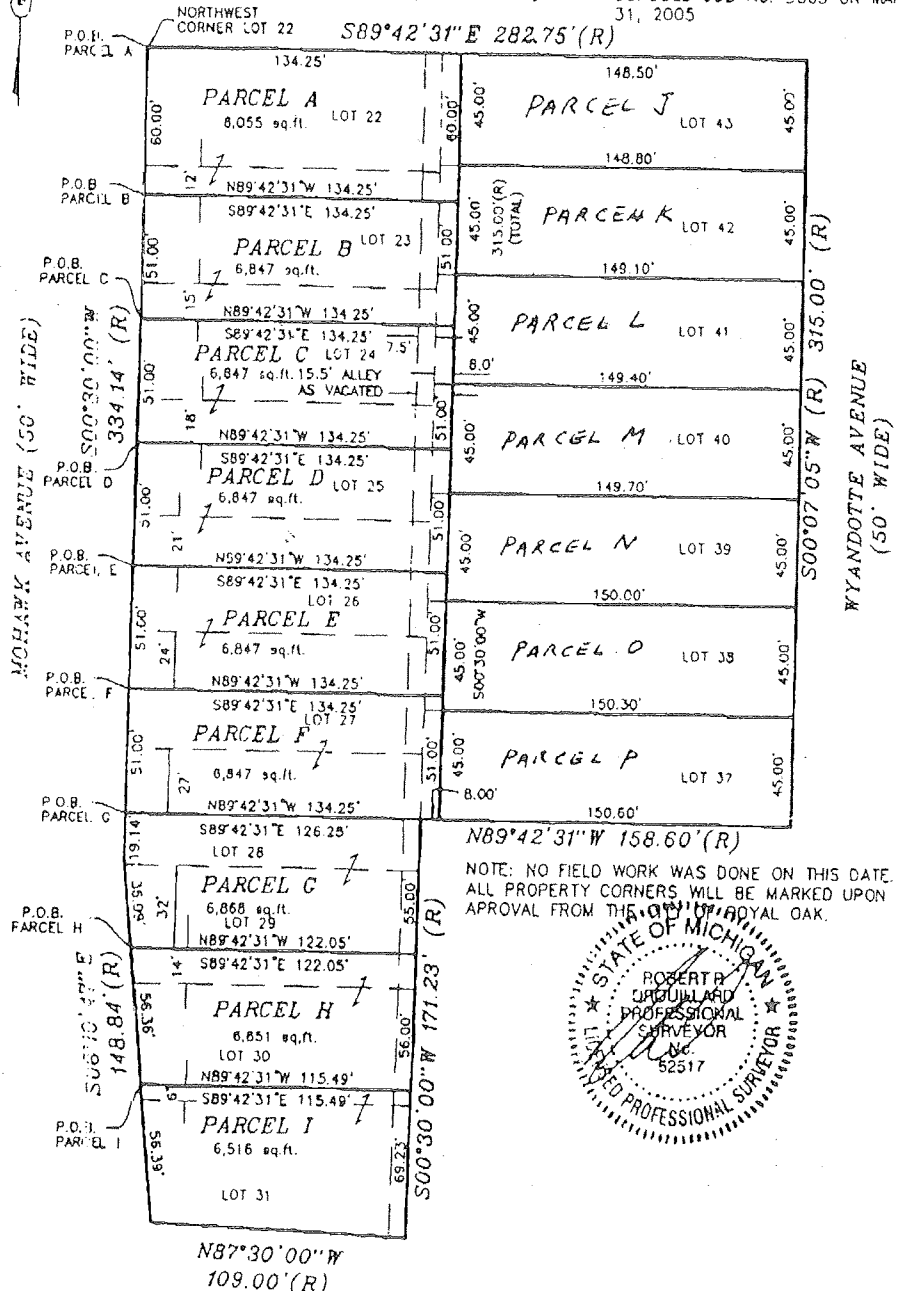 31, 2005
NORTHWEST
CORNER LOT 22
S89°42'31"E 282.75'(R)
P.O.B.
PARCEL A
134.25'
PARCEL A
8,055 sq.ft.
LOT 22
60.00'
60.00'
12'
N89°42'31"W 134.25'
P.O.B
PARCEL B
S89°42'31"E 134.25'
PARCEL B
LOT 23
6,847 sq.ft.
51.00'
51.00'
15'
N89°42'31"W 134.25'
P.O.B.
PARCEL C
S89°42'31"E 134.25'
PARCEL C
LOT 24
7.5'
6,847 sq.ft.
15.5' ALLEY
AS VACATED
51.00'
51.00'
18'
N89°42'31"W 134.25'
P.O.B.
PARCEL D
S89°42'31"E 134.25'
PARCEL D
LOT 25
6,847 sq.ft.
51.00'
51.00'
21'
N89°42'31"W 134.25'
P.O.B.
PARCEL E
S89°42'31"E 134.25'
LOT 26
PARCEL E
6,847 sq.ft.
51.00'
51.00'
24'
N89°42'31"W 134.25'
P.O.B.
PARCEL F
S89°42'31"E 134.25'
LOT 27
PARCEL F
6,847 sq.ft.
51.00'
51.00'
27'
N89°42'31"W 134.25'
P.O.B.
PARCEL G
S89°42'31"E 126.25'
LOT 28
19.14'
PARCEL G
6,868 sq.ft.
LOT 29
32'
55.00'
N89°42'31"W 122.05'
P.O.B.
PARCEL H
S89°42'31"E 122.05'
14'
PARCEL H
6,651 sq.ft.
LOT 30
56.36'
56.00'
N89°42'31"W 115.49'
P.O.B.
PARCEL I
S89°42'31"E 115.49'
PARCEL I
6,516 sq.ft.
56.39'
69.23'
LOT 31
N87°30'00"W
109.00'(R)
MOHAWK AVENUE (50' WIDE)
S00°30'00"W
334.14' (R)
148.84'(R)
S00°30'00"W 171.23' (R)
148.50'
45.00'
PARCEL J
LOT 43
45.00'
148.80'
45.00'
315.00'(R)
(TOTAL)
PARCEL K
LOT 42
45.00'
149.10'
45.00'
PARCEL L
LOT 41
45.00'
8.0'
149.40'
45.00'
PARCEL M
LOT 40
45.00'
149.70'
45.00'
PARCEL N
LOT 39
45.00'
150.00'
45.00'
S00°30'00"W
PARCEL O
LOT 38
45.00'
150.30'
45.00'
PARCEL P
LOT 37
45.00'
8.00'
150.60'
N89°42'31"W 158.60'(R)
S00°07'05"W (R) 315.00' (R)
WYANDOTTE AVENUE
(50' WIDE)
NOTE: NO FIELD WORK WAS DONE ON THIS DATE.
ALL PROPERTY CORNERS WILL BE MARKED UPON
APROVAL FROM THE CITY OF ROYAL OAK.
STATE OF MICHIGAN
ROBERT R
DROUILLARD
PROFESSIONAL
SURVEYOR
No.
52517
LICENSED PROFESSIONAL SURVEYOR